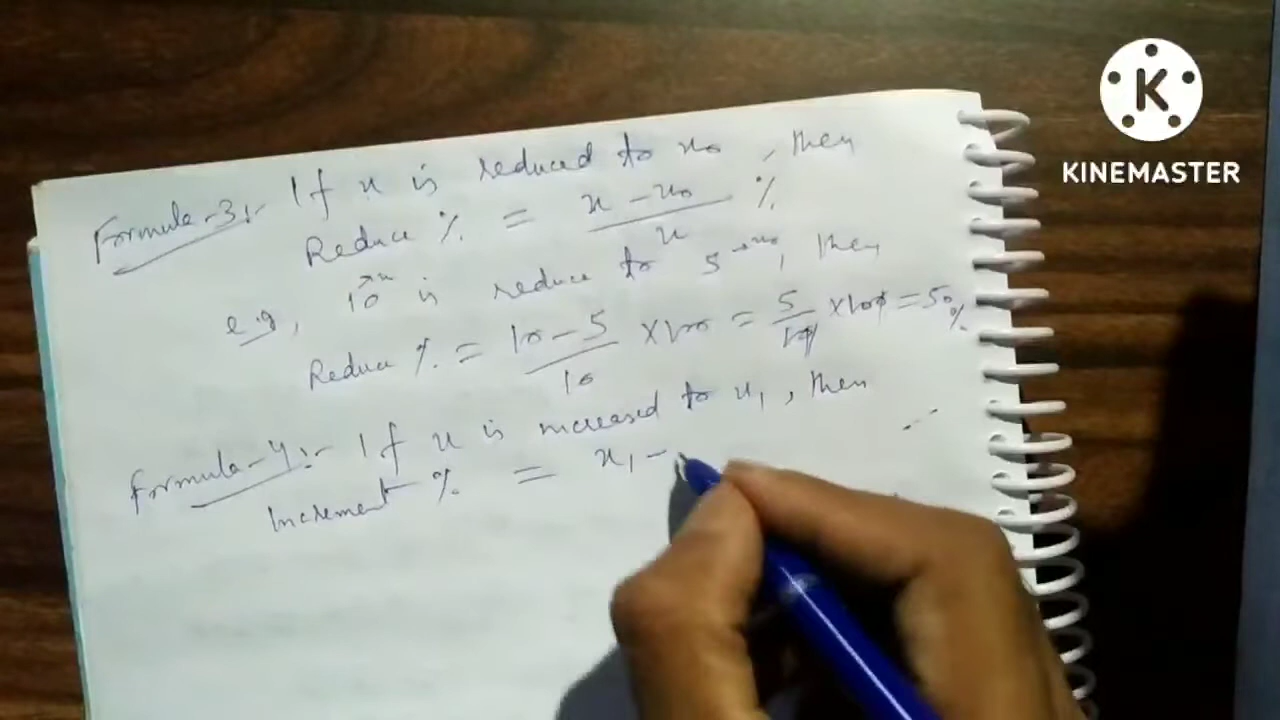 Formula-3:- If x is reduced to x₀, then
Reduce % = x - x₀ / x %
e.g, 10→x is reduce to 5→x₀, then
Reduce % = 10-5 / 10 × 100 = 5 / 10 × 100 = 50%
Formula-4:- If x is increased to x₁, then
Increment % = x₁ -
K
KINEMASTER